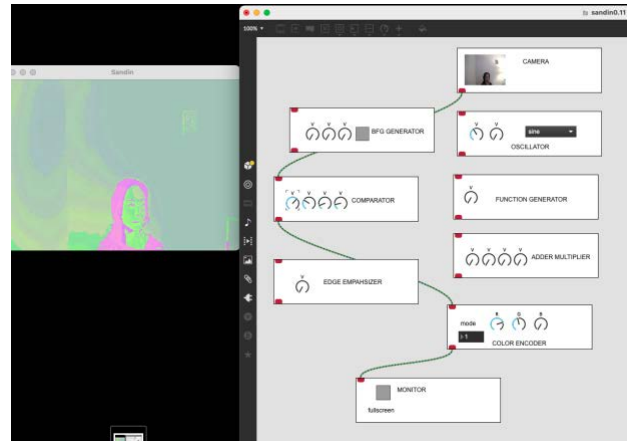 sandin0.11
100%
Sandin
CAMERA
BFG GENERATOR
sine
OSCILLATOR
COMPARATOR
FUNCTION GENERATOR
ADDER MULTIPLIER
EDGE EMPAHSIZER
mode
R G B
1
COLOR ENCODER
MONITOR
fullscreen